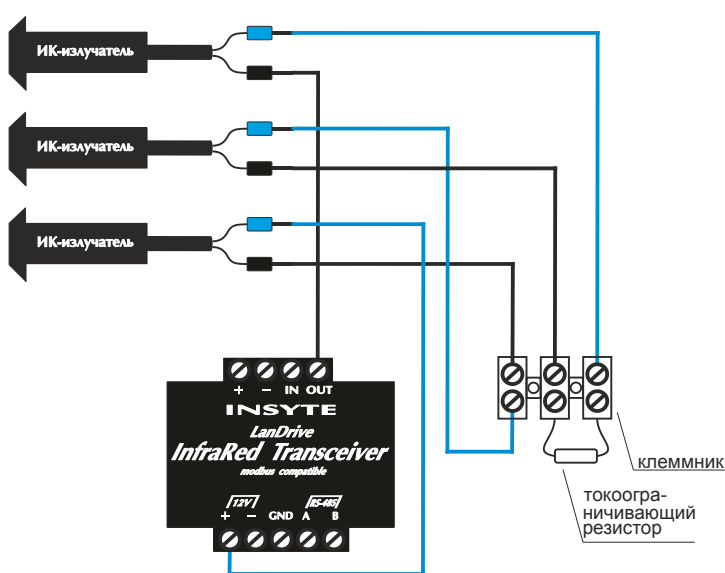 ИК-излучатель
ИК-излучатель
ИК-излучатель
+ − IN OUT
INSYTE
LanDrive
InfraRed Transceiver
modbus compatible
12V RS-485
+ − GND A B
клеммник
токоогра-
ничивающий
резистор